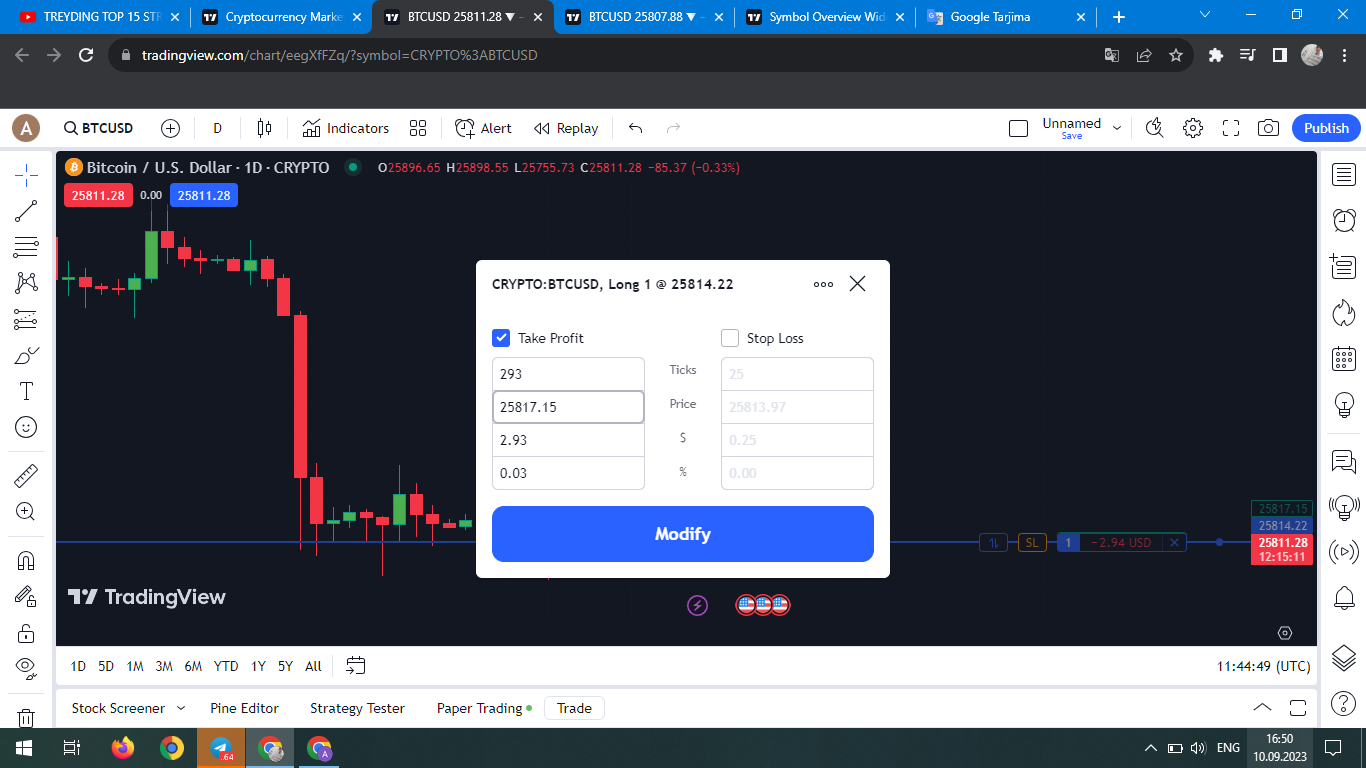 TREYDING TOP 15 STR
Cryptocurrency Marke
BTCUSD 25811.28 ▼ −
BTCUSD 25807.88 ▼ −
Symbol Overview Wid
Google Tarjima
tradingview.com/chart/eegXfFZq/?symbol=CRYPTO%3ABTCUSD
A
BTCUSD
D
Indicators
Alert
Replay
Unnamed
Save
Publish
Bitcoin / U.S. Dollar · 1D · CRYPTO
O25896.65 H25898.55 L25755.73 C25811.28 −85.37 (−0.33%)
25811.28
0.00
25811.28
CRYPTO:BTCUSD, Long 1 @ 25814.22
Take Profit
Stop Loss
293
Ticks
25
25817.15
Price
25813.97
2.93
$
0.25
0.03
%
0.00
Modify
25817.15
25814.22
SL
1
−2.94 USD
25811.28
12:15:11
TradingView
1D 5D 1M 3M 6M YTD 1Y 5Y All
11:44:49 (UTC)
Stock Screener
Pine Editor
Strategy Tester
Paper Trading
Trade
.64
A
ENG
16:50
10.09.2023